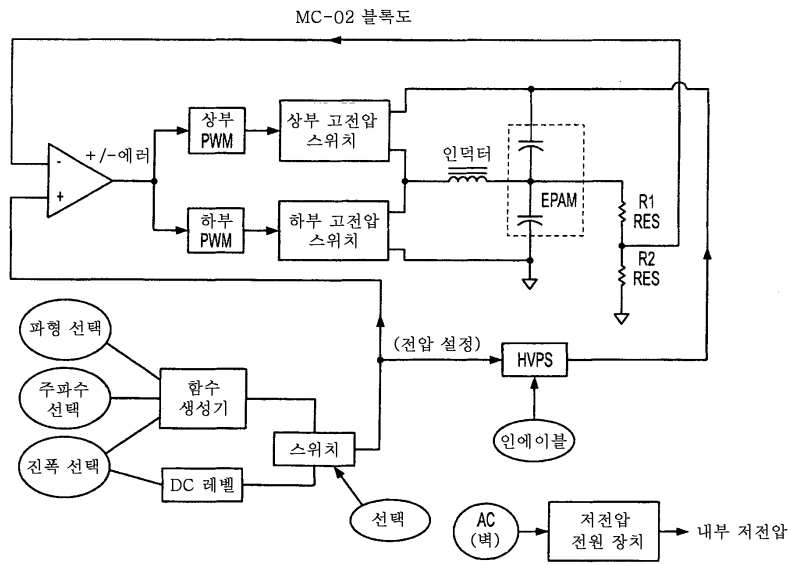 MC-02 블록도
-
+
+/-에러
상부
PWM
상부 고전압
스위치
하부
PWM
하부 고전압
스위치
인덕터
EPAM
R1
RES
R2
RES
파형 선택
주파수
선택
진폭 선택
함수
생성기
DC 레벨
스위치
선택
(전압 설정)
HVPS
인에이블
AC
(벽)
저전압
전원 장치
내부 저전압